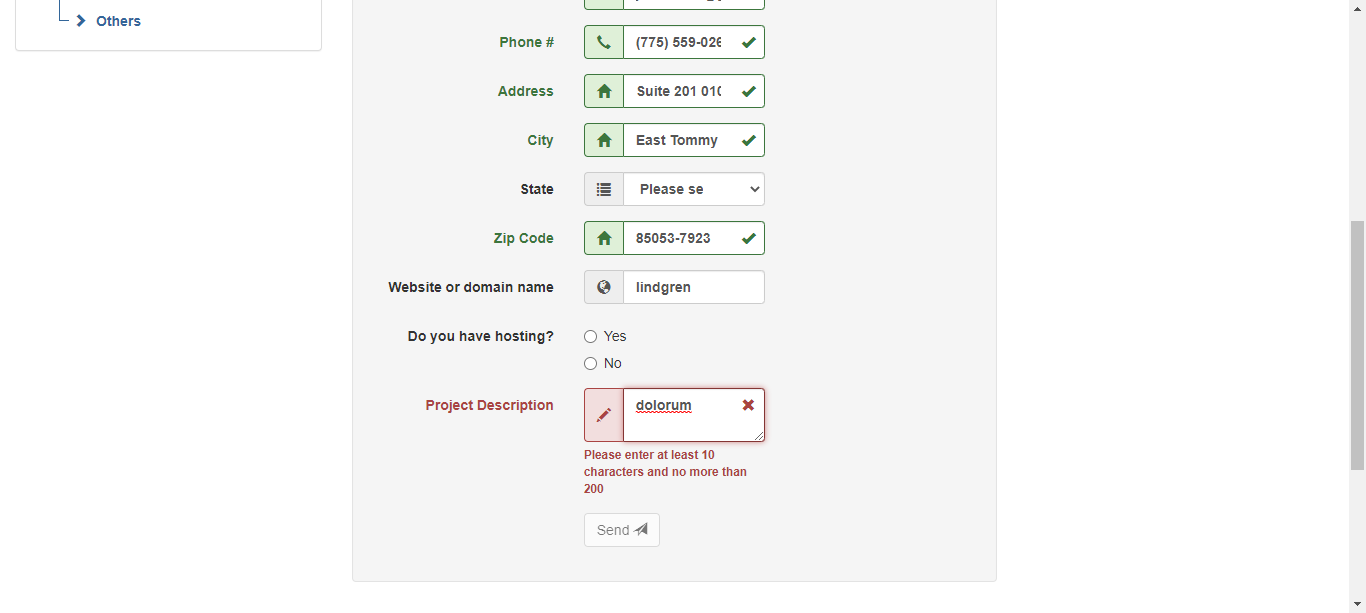 Others
Phone #
(775) 559-026
Address
Suite 201 010
City
East Tommy
State
Please se
Zip Code
85053-7923
Website or domain name
lindgren
Do you have hosting?
Yes
No
Project Description
dolorum
Please enter at least 10
characters and no more than
200
Send